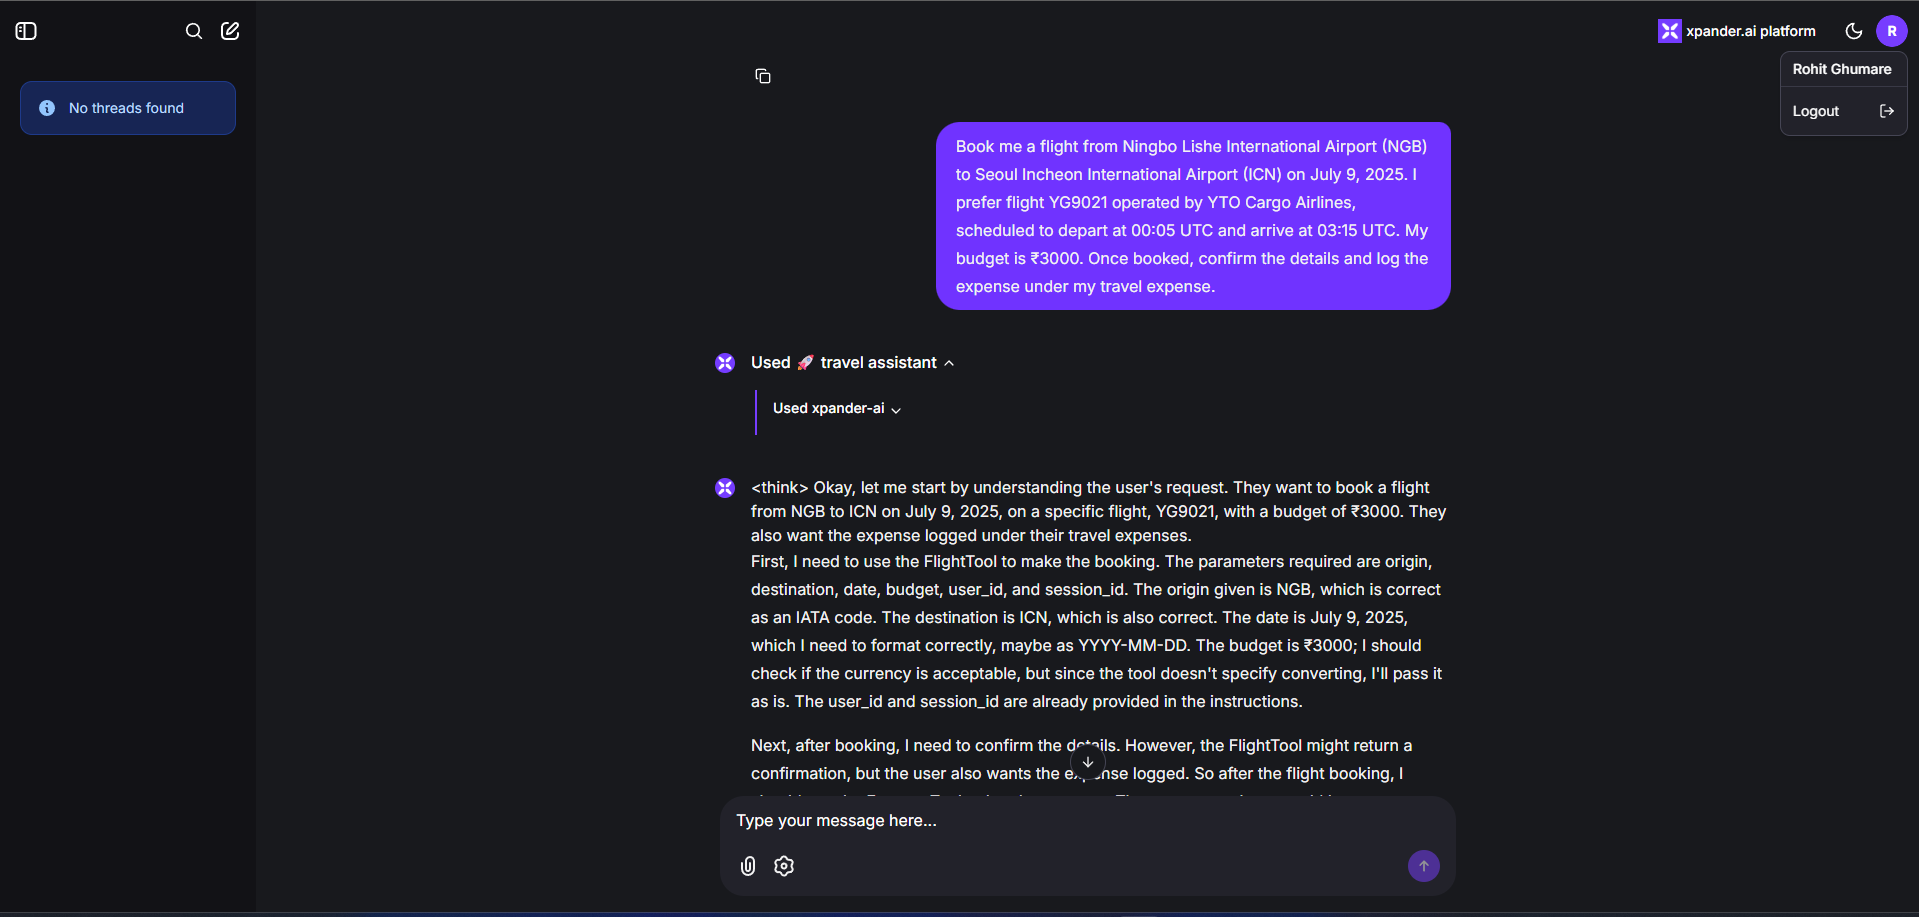 xpander.ai platform
R
Rohit Ghumare
Logout
No threads found
Book me a flight from Ningbo Lishe International Airport (NGB)
to Seoul Incheon International Airport (ICN) on July 9, 2025. I
prefer flight YG9021 operated by YTO Cargo Airlines,
scheduled to depart at 00:05 UTC and arrive at 03:15 UTC. My
budget is ₹3000. Once booked, confirm the details and log the
expense under my travel expense.
Used 🚀 travel assistant
Used xpander-ai
<think> Okay, let me start by understanding the user's request. They want to book a flight
from NGB to ICN on July 9, 2025, on a specific flight, YG9021, with a budget of ₹3000. They
also want the expense logged under their travel expenses.
First, I need to use the FlightTool to make the booking. The parameters required are origin,
destination, date, budget, user_id, and session_id. The origin given is NGB, which is correct
as an IATA code. The destination is ICN, which is also correct. The date is July 9, 2025,
which I need to format correctly, maybe as YYYY-MM-DD. The budget is ₹3000; I should
check if the currency is acceptable, but since the tool doesn't specify converting, I'll pass it
as is. The user_id and session_id are already provided in the instructions.
Next, after booking, I need to confirm the details. However, the FlightTool might return a
confirmation, but the user also wants the expense logged. So after the flight booking, I
Type your message here...